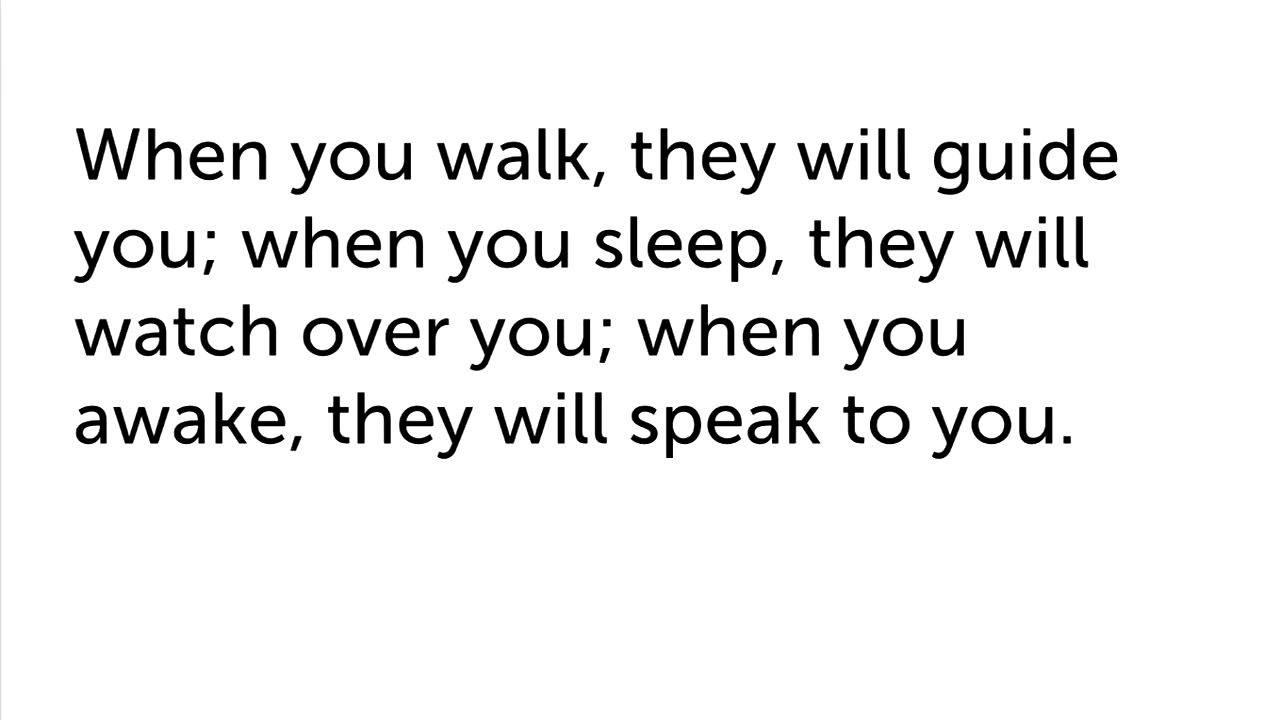 When you walk, they will guide
you; when you sleep, they will
watch over you; when you
awake, they will speak to you.